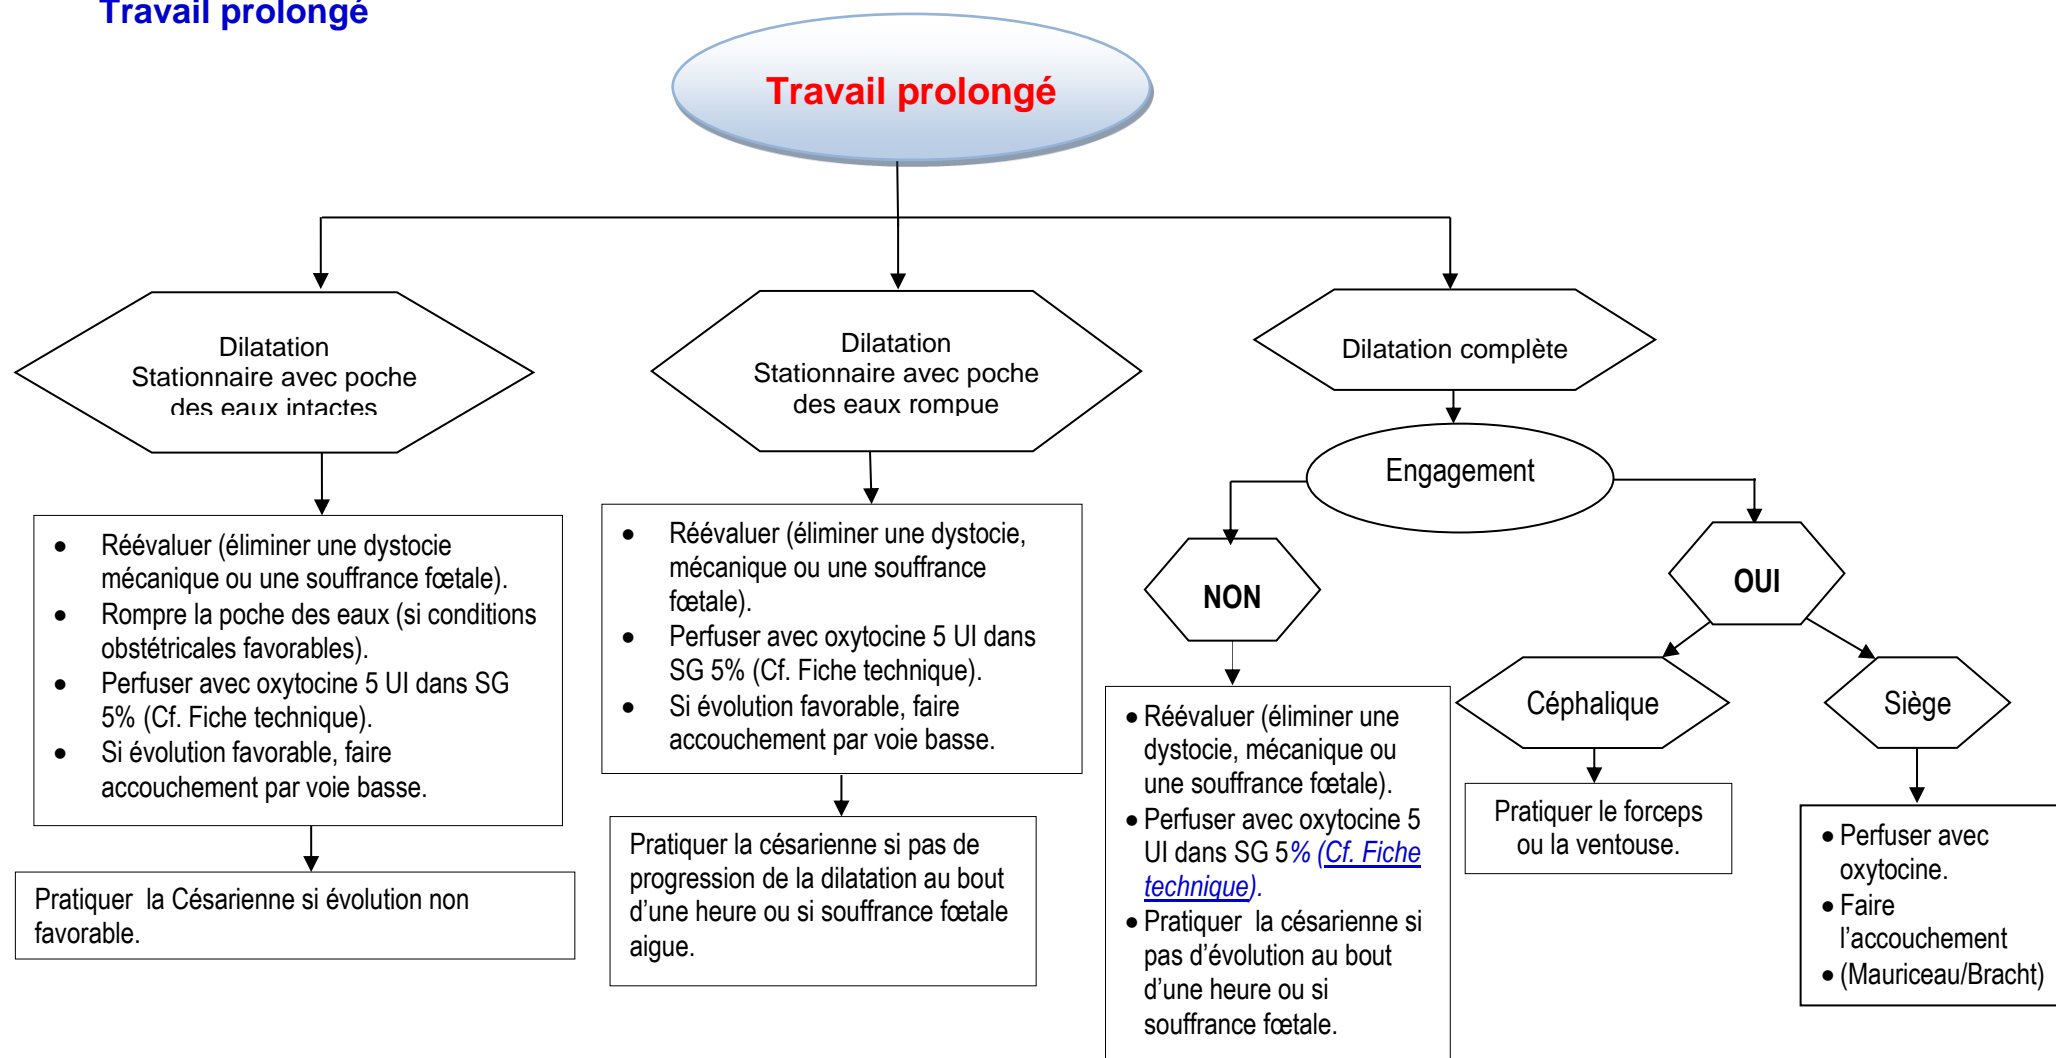 Travail prolongé
Travail prolongé
Dilatation
Stationnaire avec poche
des eaux intactes
Dilatation
Stationnaire avec poche
des eaux rompue
Dilatation complète
Engagement
NON
OUI
Céphalique
Siège
• Réévaluer (éliminer une dystocie
mécanique ou une souffrance fœtale).
• Rompre la poche des eaux (si conditions
obstétricales favorables).
• Perfuser avec oxytocine 5 UI dans SG
5% (Cf. Fiche technique).
• Si évolution favorable, faire
accouchement par voie basse.
Pratiquer la Césarienne si évolution non
favorable.
• Réévaluer (éliminer une dystocie,
mécanique ou une souffrance
fœtale).
• Perfuser avec oxytocine 5 UI dans
SG 5% (Cf. Fiche technique).
• Si évolution favorable, faire
accouchement par voie basse.
Pratiquer la césarienne si pas de
progression de la dilatation au bout
d’une heure ou si souffrance fœtale
aigue.
• Réévaluer (éliminer une
dystocie, mécanique ou
une souffrance fœtale).
• Perfuser avec oxytocine 5
UI dans SG 5% (Cf. Fiche
technique).
• Pratiquer la césarienne si
pas d’évolution au bout
d’une heure ou si
souffrance fœtale.
Pratiquer le forceps
ou la ventouse.
• Perfuser avec
oxytocine.
• Faire
l’accouchement
• (Mauriceau/Bracht)